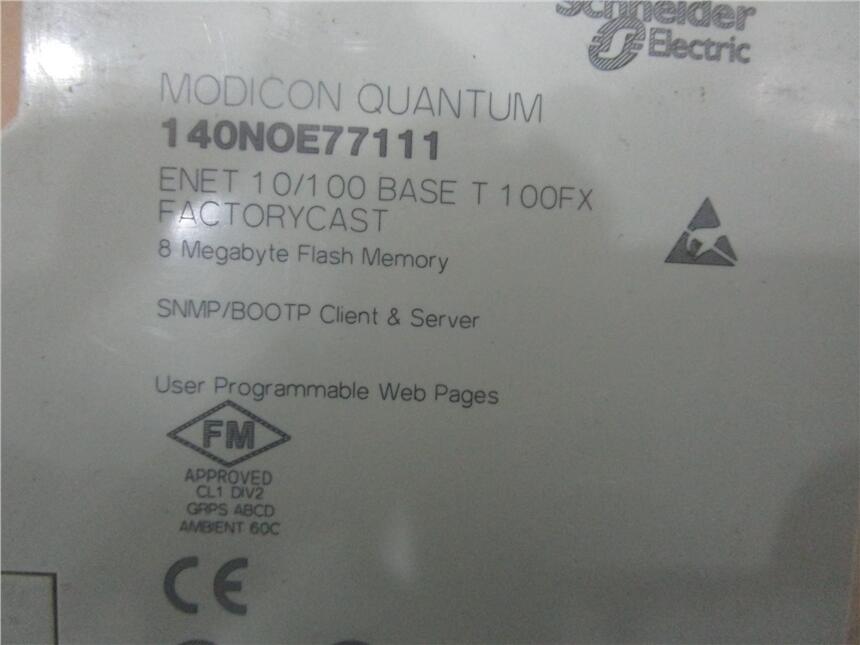 Schneider
Electric
MODICON QUANTUM
140NOE77111
ENET 10/100 BASE T 100FX
FACTORYCAST
8 Megabyte Flash Memory
SNMP/BOOTP Client & Server
User Programmable Web Pages
FM
APPROVED
CL1 DIV2
GRPS ABCD
AMBIENT 60C
CE